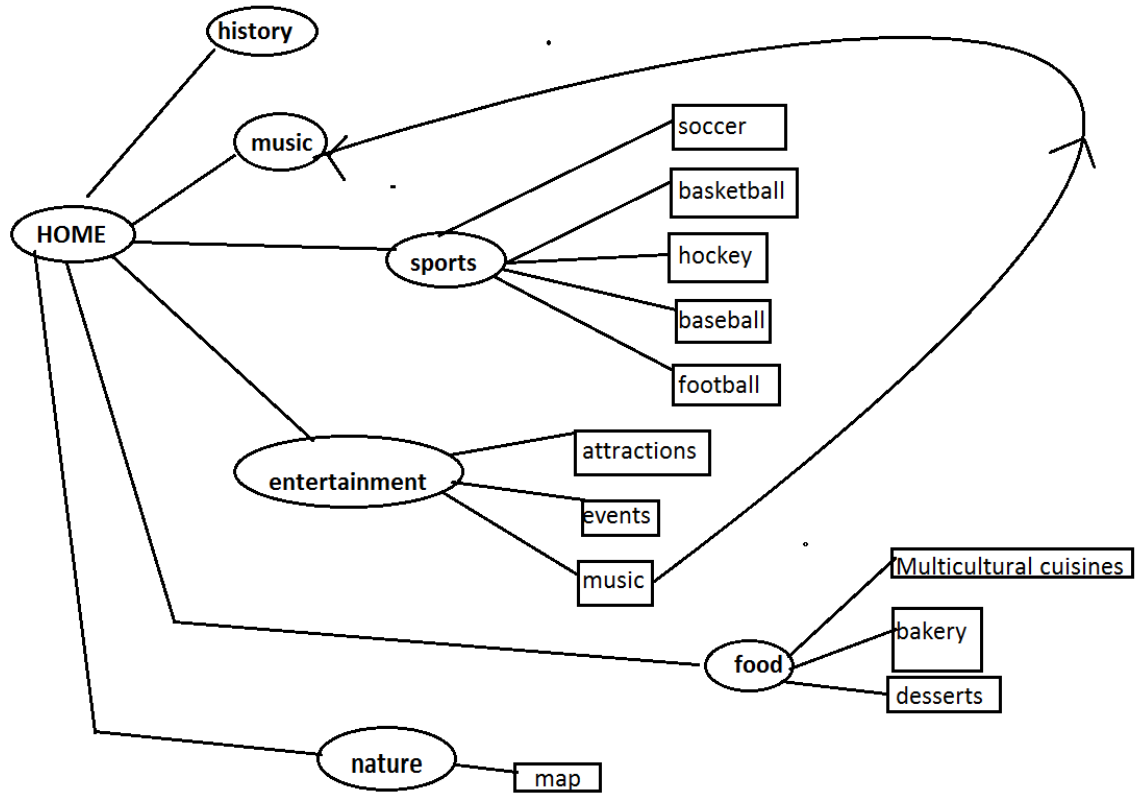 history
music
HOME
sports
soccer
basketball
hockey
baseball
football
entertainment
attractions
events
music
food
Multicultural cuisines
bakery
desserts
nature
map